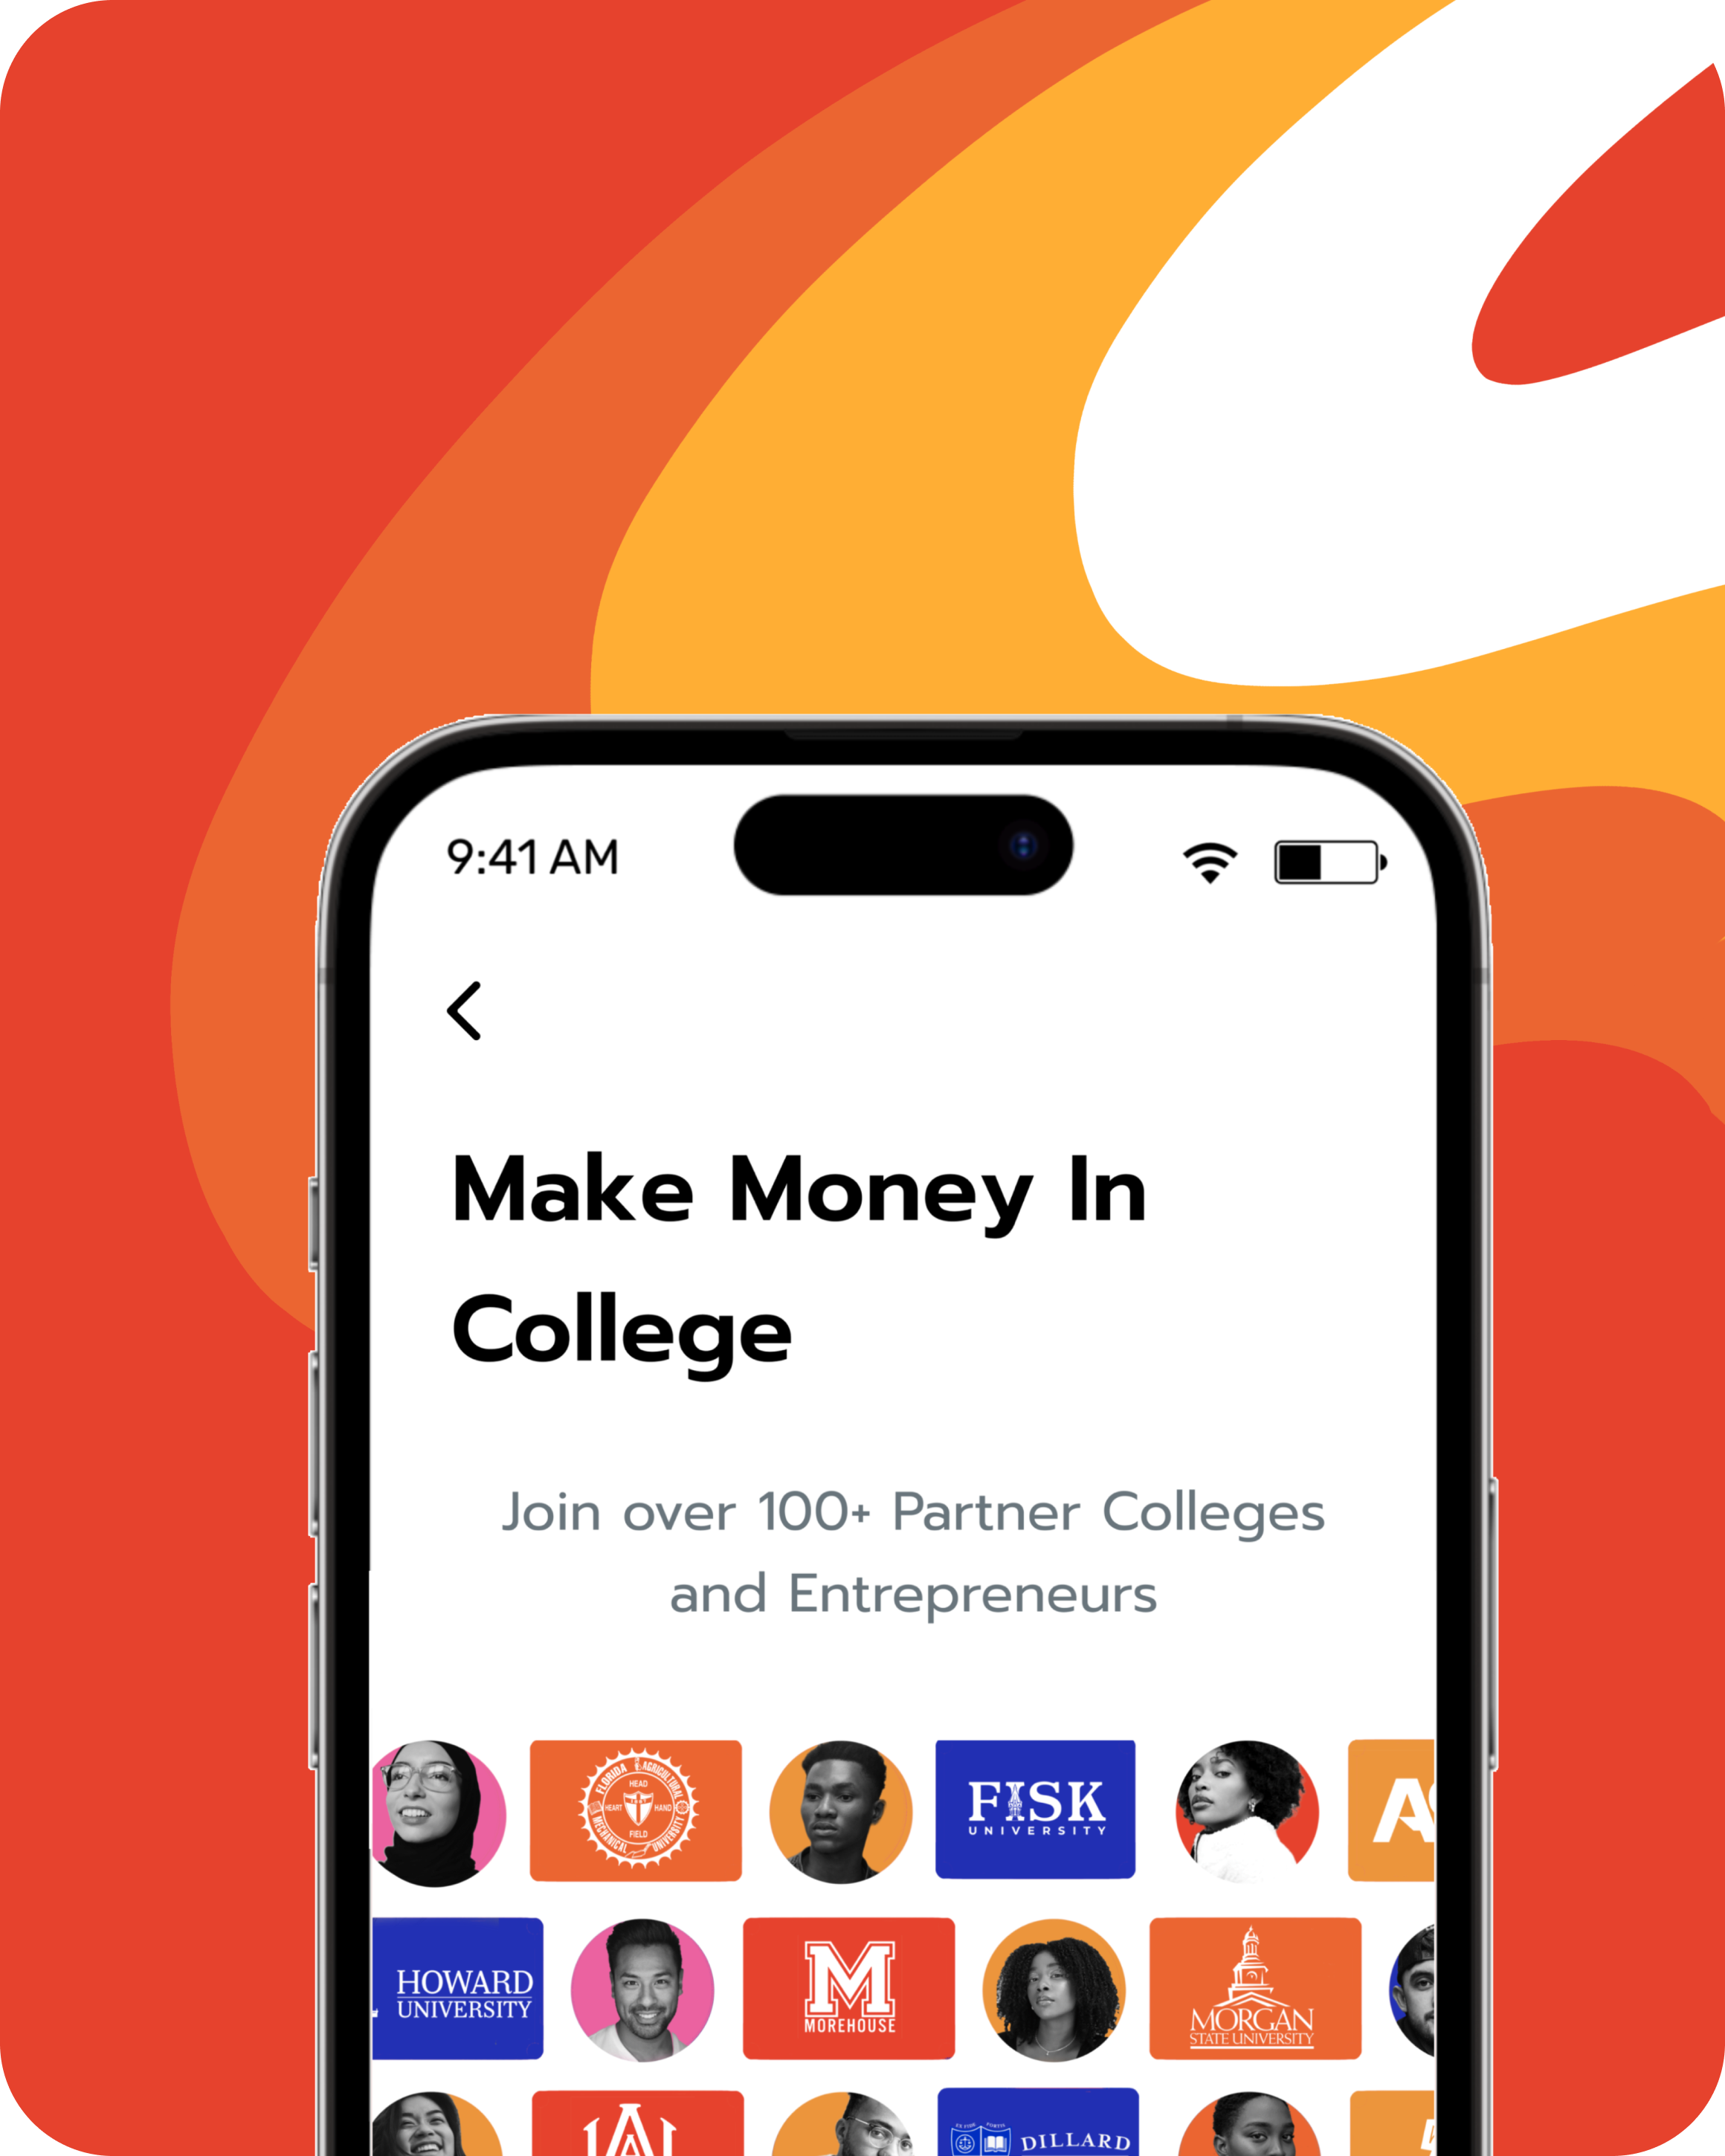 9:41 AM
Make Money In
College
Join over 100+ Partner Colleges
and Entrepreneurs
FLORIDA AGRICULTURAL
HEAD
HEART HAND
FIELD
MECHANICAL UNIVERSITY
FISK
UNIVERSITY
A
HOWARD
UNIVERSITY
M
MOREHOUSE
MORGAN
STATE UNIVERSITY
A
DILLARD